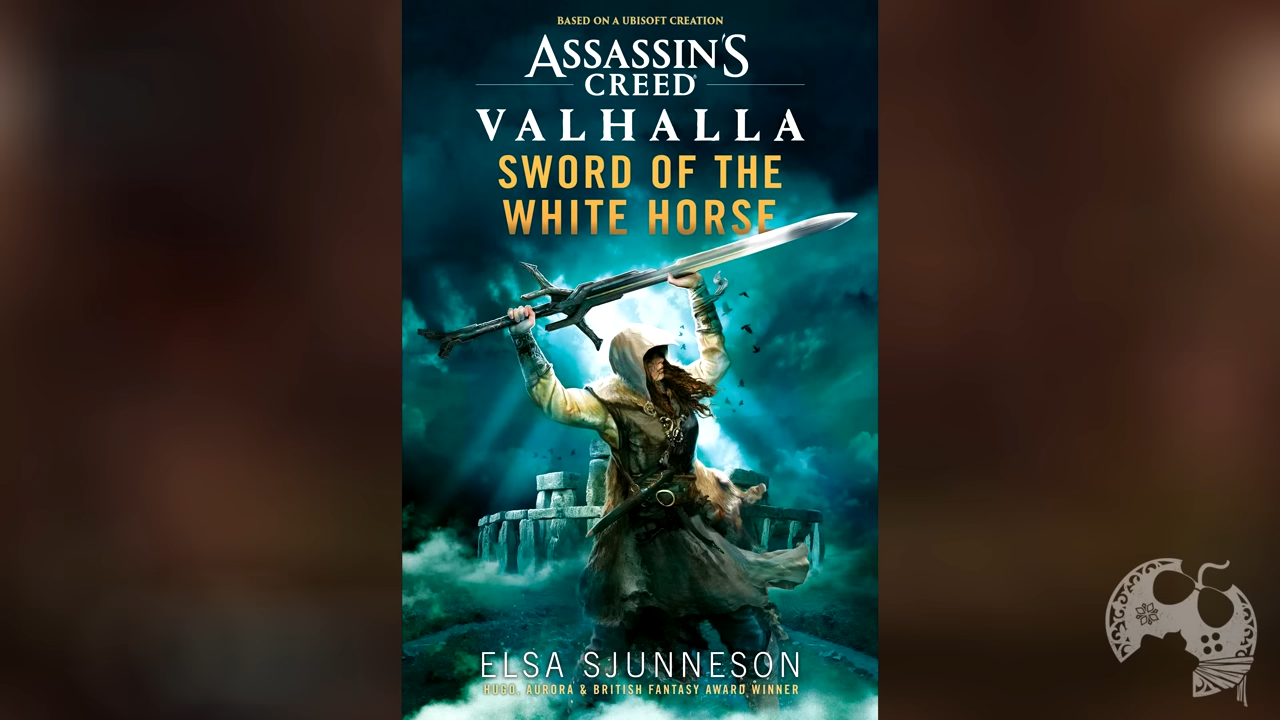 BASED ON A UBISOFT CREATION
ASSASSIN'S
CREED®
VALHALLA
SWORD OF THE
WHITE HORSE
ELSA SJUNNESON
HUGO, AURORA & BRITISH FANTASY AWARD WINNER